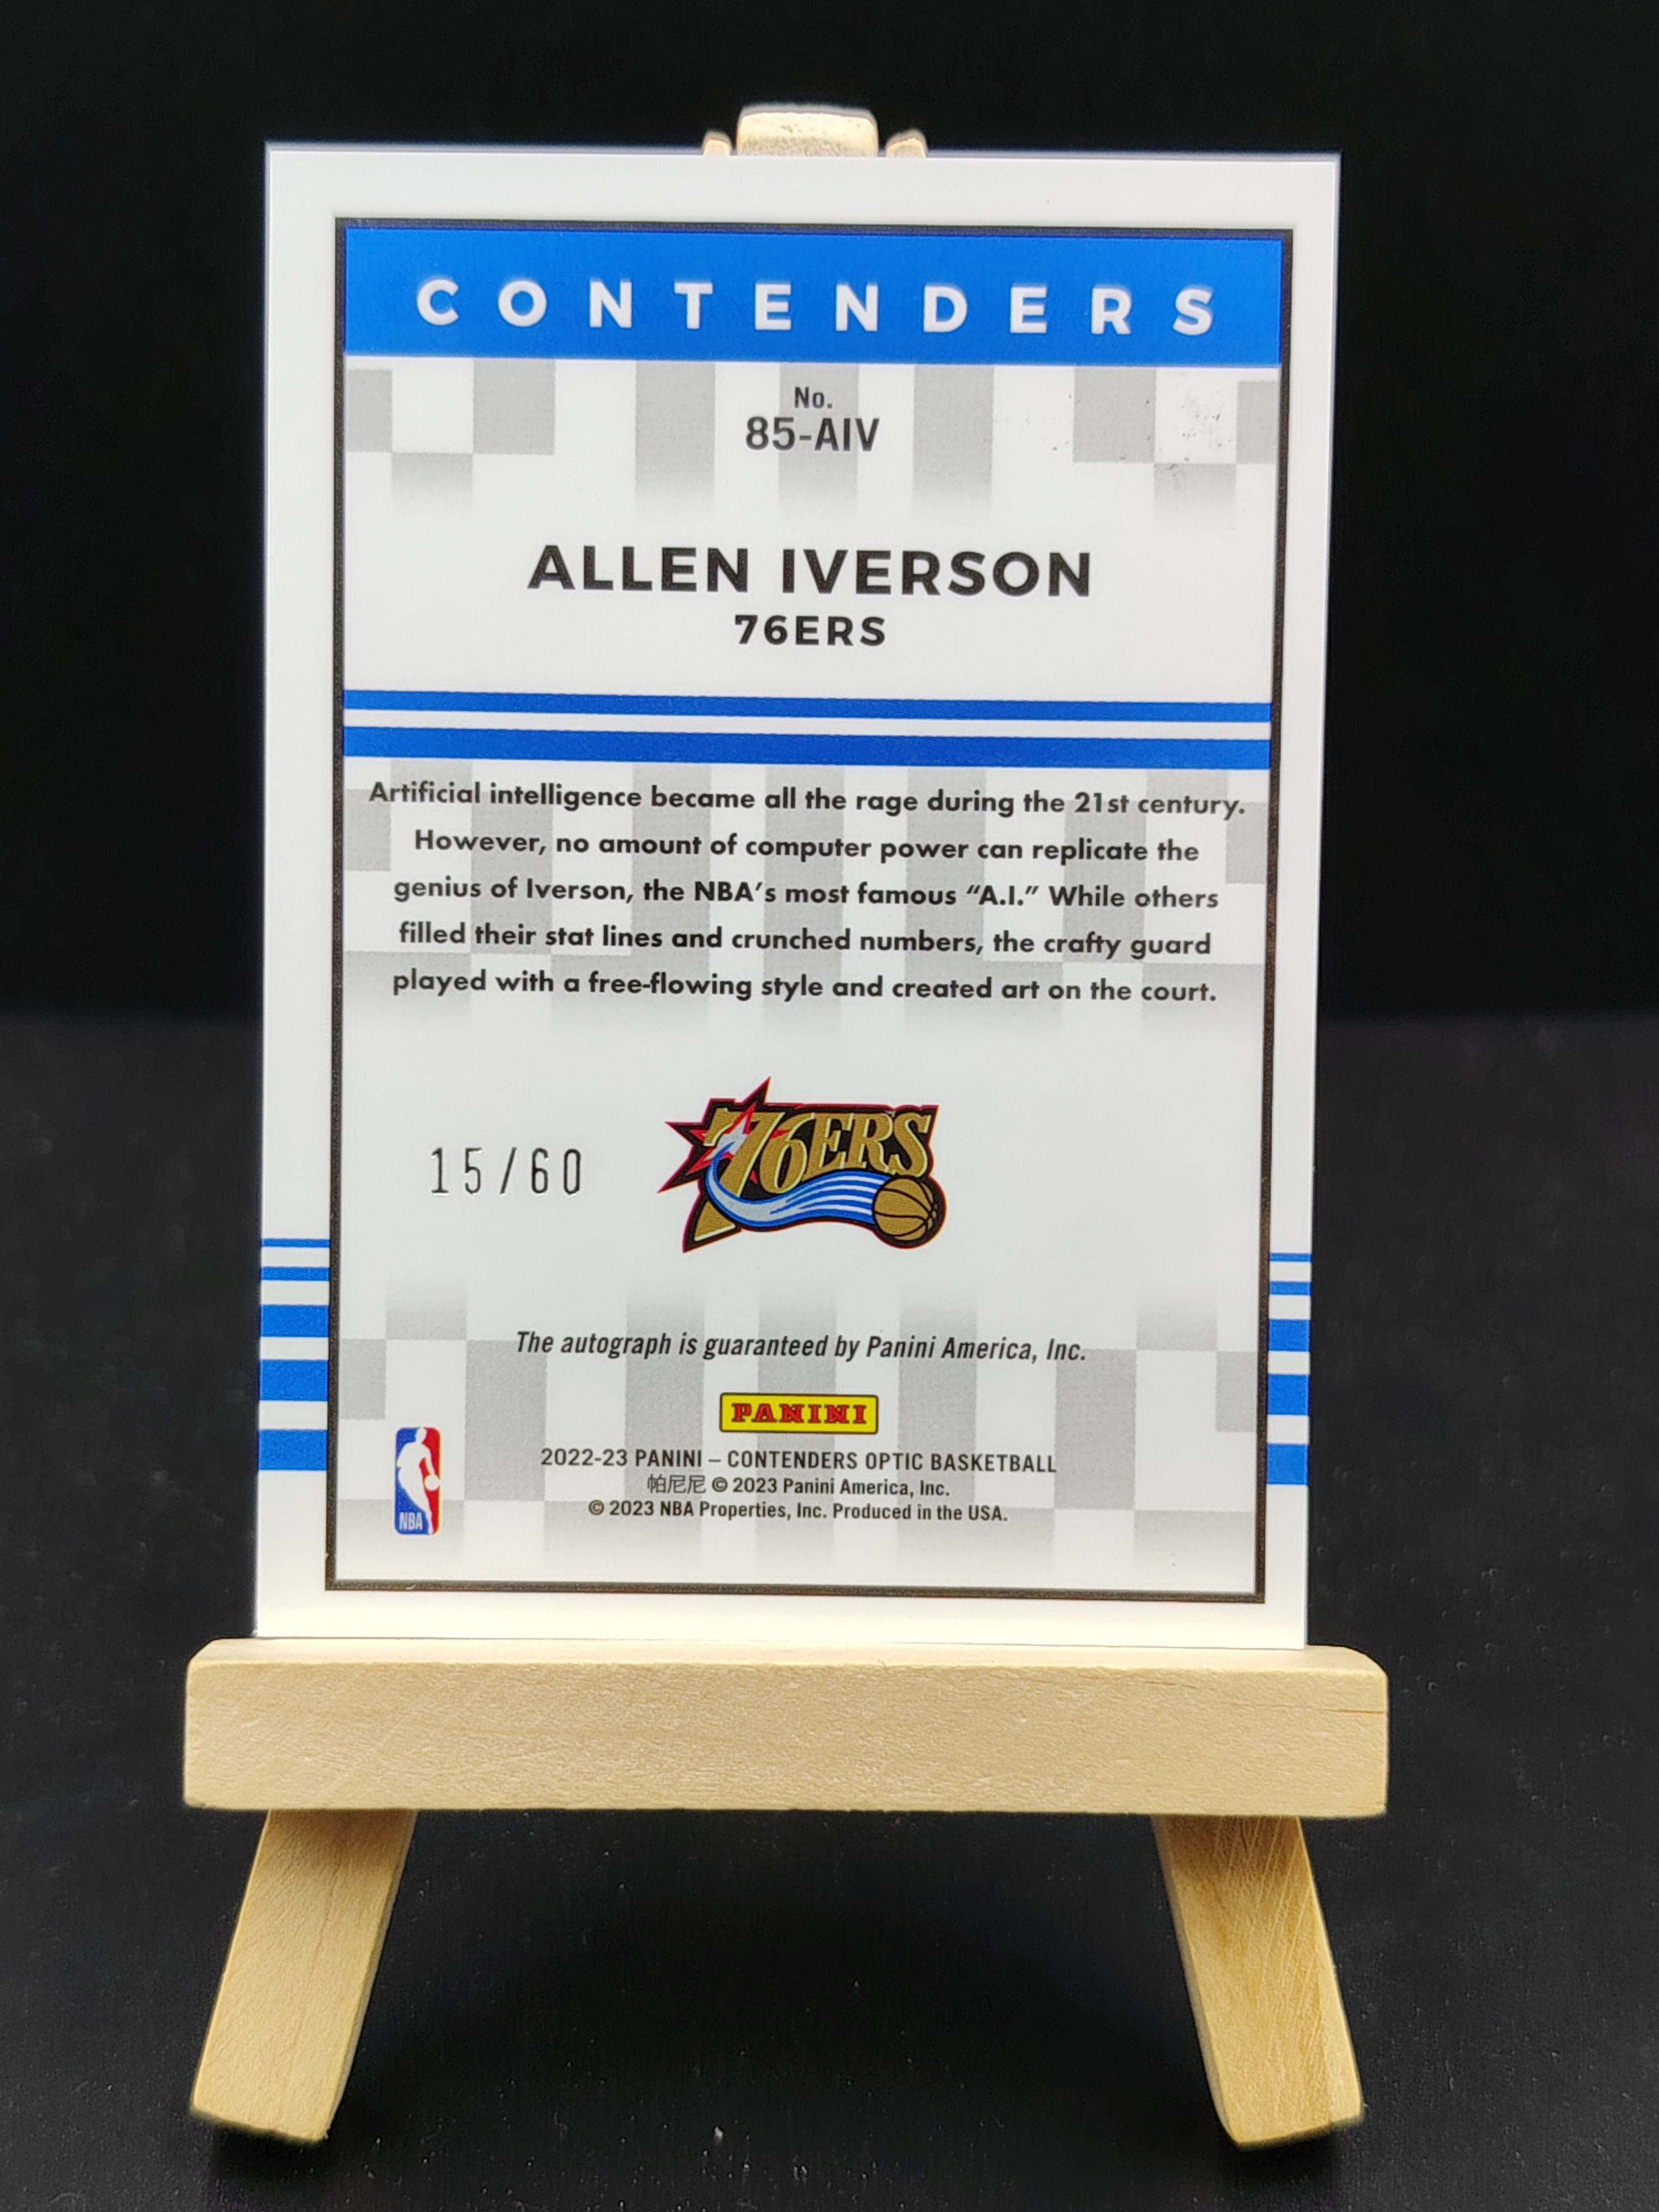 CONTENDERS
No.
85-AIV
ALLEN IVERSON
76ERS
Artificial intelligence became all the rage during the 21st century.
However, no amount of computer power can replicate the
genius of Iverson, the NBA's most famous “A.I.” While others
filled their stat lines and crunched numbers, the crafty guard
played with a free-flowing style and created art on the court.
15/60
76ERS
The autograph is guaranteed by Panini America, Inc.
PANINI
2022-23 PANINI – CONTENDERS OPTIC BASKETBALL
帕尼尼 © 2023 Panini America, Inc.
© 2023 NBA Properties, Inc. Produced in the USA.
NBA